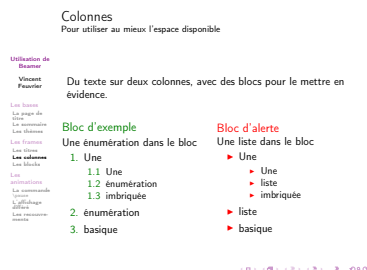 Colonnes
Pour utiliser au mieux l'espace disponible
Utilisation de
Beamer
Vincent
Feuvrier
Les bases
La page de
titre
Le sommaire
Les thèmes
Les frames
Les titres
Les colonnes
Les blocks
Les
animations
La commande
L'affichage
différé
Les recouvre-
ments
Du texte sur deux colonnes, avec des blocs pour le mettre en
évidence.
Bloc d'exemple
Une énumération dans le bloc
1. Une
1.1 Une
1.2 énumération
1.3 imbriquée
2. énumération
3. basique
Bloc d'alerte
Une liste dans le bloc
► Une
► Une
► liste
► imbriquée
► liste
► basique